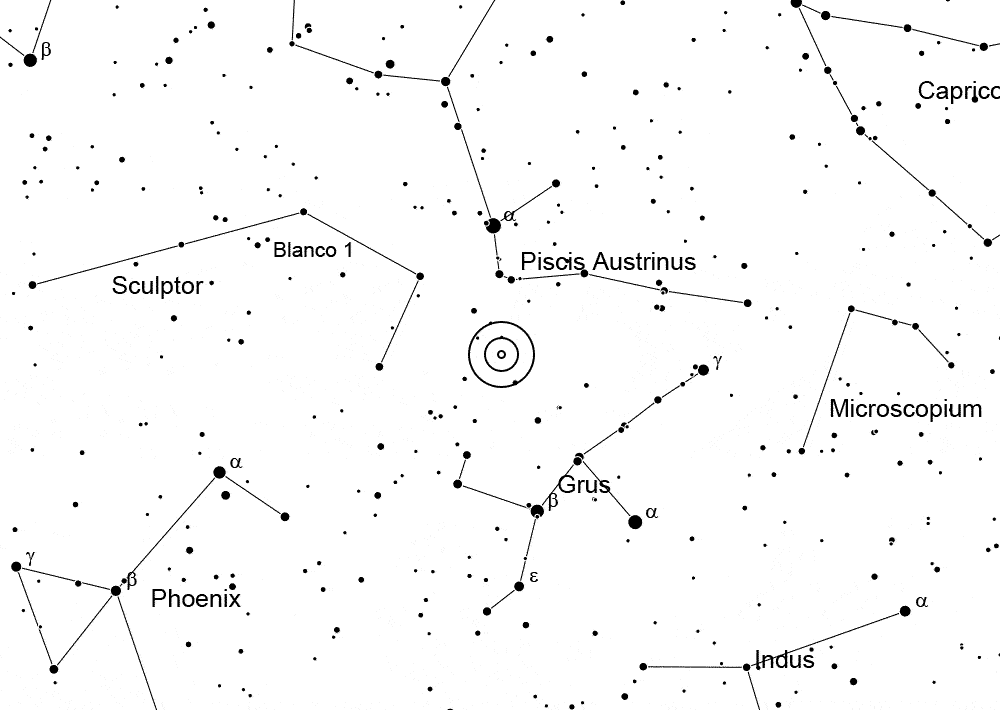 β
Caprico
α
Blanco 1
Piscis Austrinus
Sculptor
γ
Microscopium
α
Grus
β
α
γ
β
ε
Phoenix
α
Indus